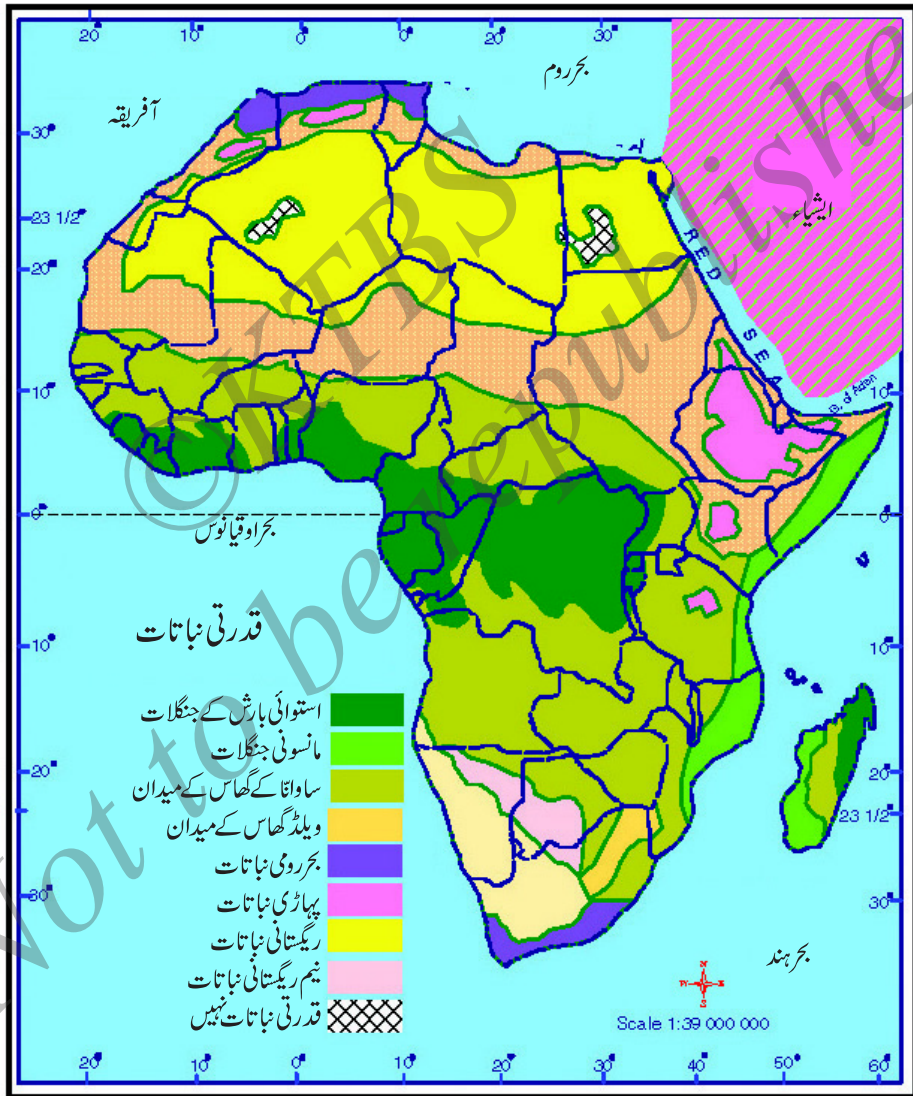 20° 10° 0° 0° 20° 30°
بحر روم
آفریقہ
30°
ایشیاء
23 1/2°
RED SEA
20°
G. of Aden
10° 10°
0° 0°
بحر اوقیانوس
قدرتی نباتات
10° 10°
استوائی بارش کے جنگلات
مانسونی جنگلات
ساوانّا کے گھاس کے میدان
20°
23 1/2°
ویلڈ گھاس کے میدان
بحر رومی نباتات
پہاڑی نباتات
30° 30°
ریگستانی نباتات
نیم ریگستانی نباتات
قدرتی نباتات نہیں
بحر ہند
N
W E
S
Scale 1:39 000 000
20° 10° 0° 10° 20° 30° 40° 50° 60°
©KTBS
Not to be republishe